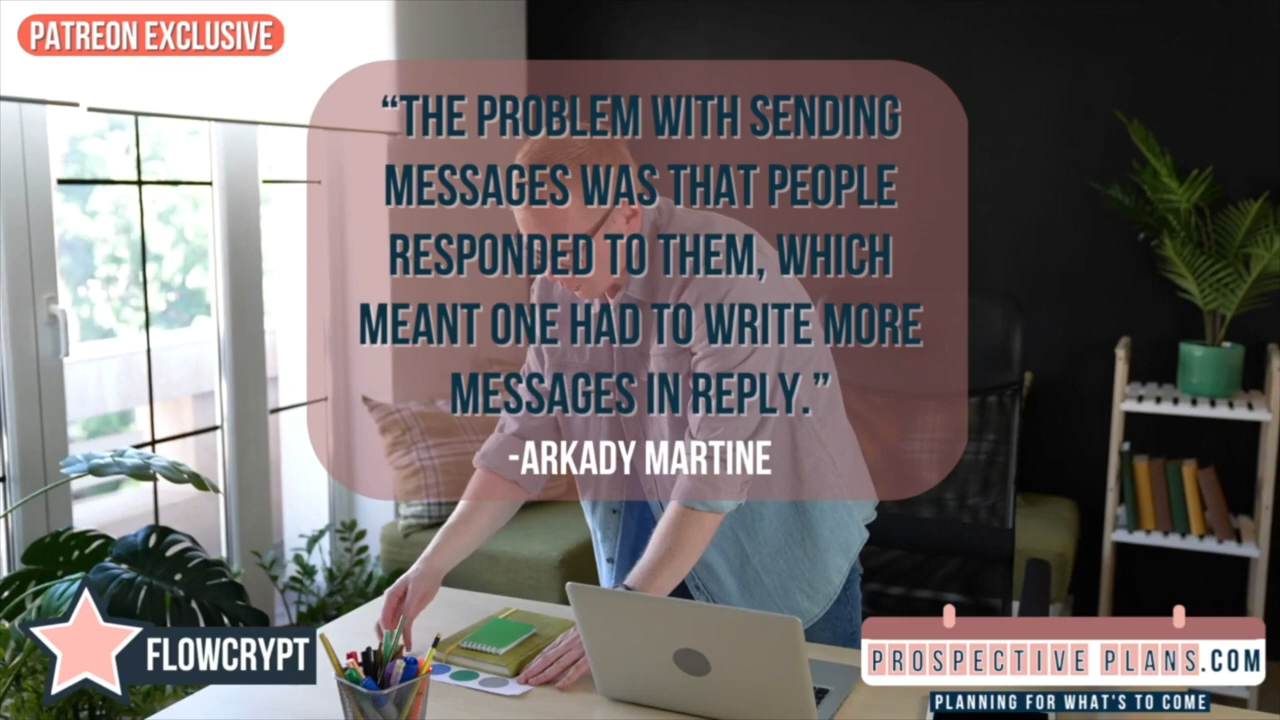 PATREON EXCLUSIVE
“THE PROBLEM WITH SENDING
MESSAGES WAS THAT PEOPLE
RESPONDED TO THEM, WHICH
MEANT ONE HAD TO WRITE MORE
MESSAGES IN REPLY.”
-ARKADY MARTINE
FLOWCRYPT
PROSPECTIVE PLANS.COM
PLANNING FOR WHAT'S TO COME